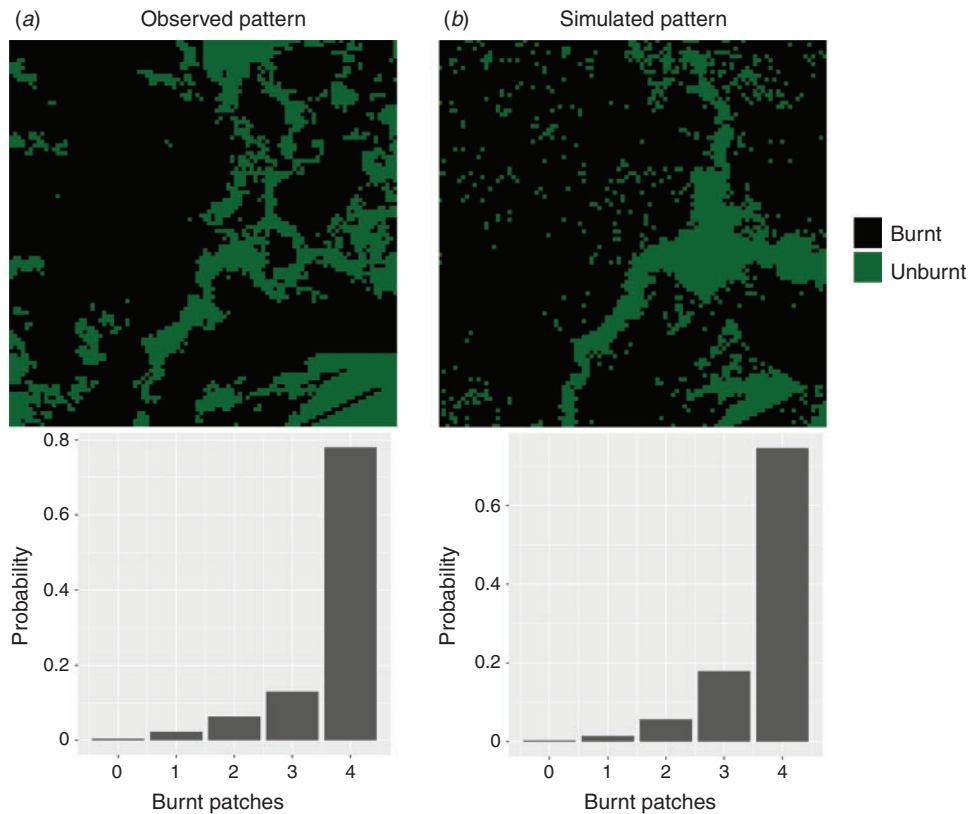 (a) Observed pattern
(b) Simulated pattern
Burnt
Unburnt
0.8
0.6
0.4
0.2
0
Probability
0 1 2 3 4
Burnt patches
0.6
0.4
0.2
0
Probability
0 1 2 3 4
Burnt patches